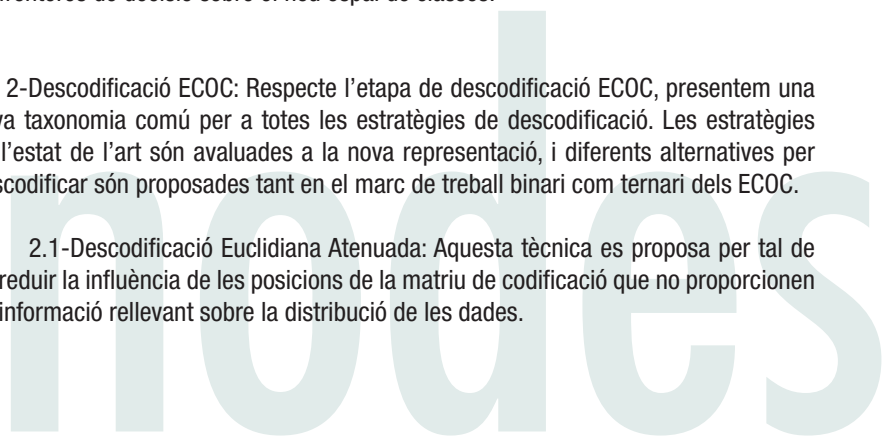 2-Descodificació ECOC: Respecte l’etapa de descodificació ECOC, presentem una
va taxonomia comú per a totes les estratègies de descodificació. Les estratègies
l’estat de l’art són avaluades a la nova representació, i diferents alternatives per
scodificar són proposades tant en el marc de treball binari com ternari dels ECOC.
2.1-Descodificació Euclidiana Atenuada: Aquesta tècnica es proposa per tal de
reduir la influència de les posicions de la matriu de codificació que no proporcionen
informació rellevant sobre la distribució de les dades.
nodes